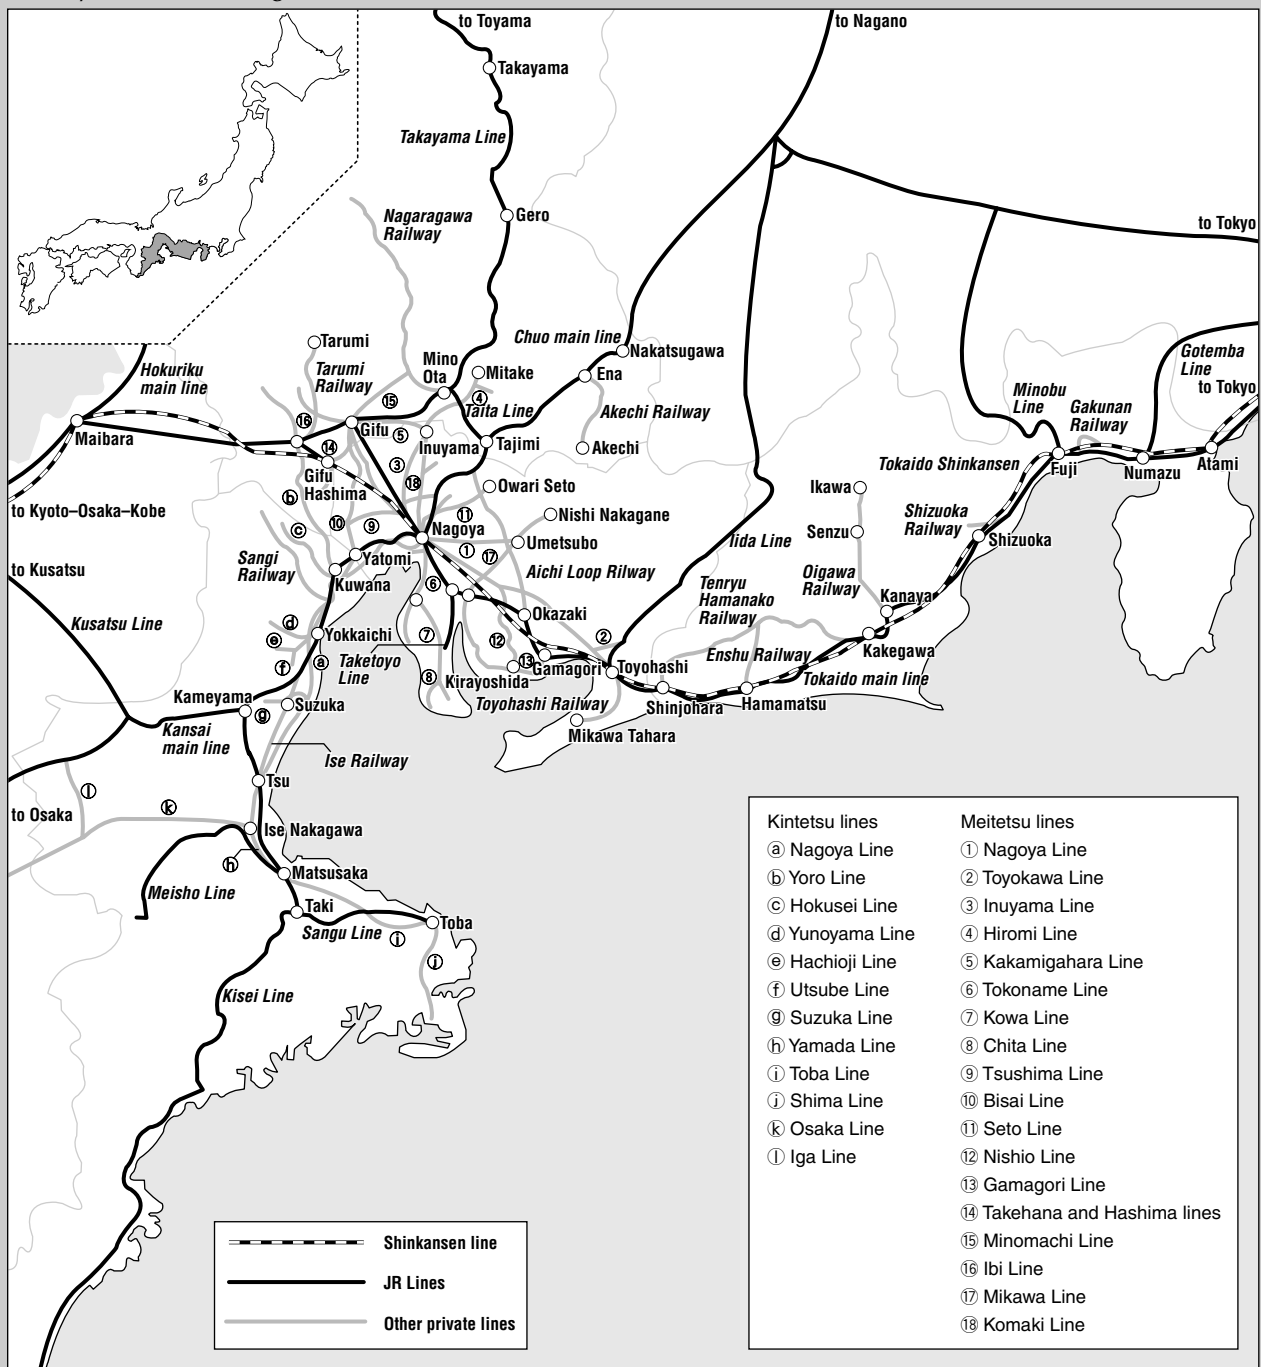 to Toyama
to Nagano
Takayama
Takayama Line
Nagaragawa
Railway
Gero
to Tokyo
Tarumi
Chuo main line
Nakatsugawa
Hokuriku
main line
Tarumi
Railway
Mino
Ota
Mitake
Ena
Gotemba
Line
to Tokyo
⑮
④
Taita Line
Akechi Railway
Minobu
Line
Gakunan
Railway
Maibara
⑯
⑭
Gifu
⑤
Inuyama
Tajimi
Akechi
Gifu
Hashima
③
⑱
Tokaido Shinkansen
Fuji
Numazu
Atami
to Kyoto–Osaka–Kobe
ⓑ
Owari Seto
Ikawa
ⓒ
⑩
⑨
⑪
Nagoya
Nishi Nakagane
Shizuoka
Railway
Senzu
Shizuoka
Sangi
Railway
Yatomi
①
⑰
Umetsubo
Iida Line
to Kusatsu
Kuwana
⑥
Aichi Loop Rilway
Oigawa
Railway
Tenryu
Hamanako
Railway
Kanaya
Kusatsu Line
ⓓ
ⓔ
Yokkaichi
⑦
Okazaki
⑫
②
Kakegawa
ⓕ
ⓐ
Taketoyo
Line
⑧
⑬
Gamagori
Toyohashi
Enshu Railway
Kirayoshida
Tokaido main line
Kameyama
ⓖ
Suzuka
Toyohashi Railway
Shinjohara
Hamamatsu
Kansai
main line
Mikawa Tahara
Ise Railway
Tsu
ⓛ
ⓚ
to Osaka
Ise Nakagawa
ⓗ
Matsusaka
Meisho Line
Taki
Sangu Line
ⓘ
Toba
ⓙ
Kisei Line
Kintetsu lines
ⓐ Nagoya Line
ⓑ Yoro Line
ⓒ Hokusei Line
ⓓ Yunoyama Line
ⓔ Hachioji Line
ⓕ Utsube Line
ⓖ Suzuka Line
ⓗ Yamada Line
ⓘ Toba Line
ⓙ Shima Line
ⓚ Osaka Line
ⓛ Iga Line
Meitetsu lines
① Nagoya Line
② Toyokawa Line
③ Inuyama Line
④ Hiromi Line
⑤ Kakamigahara Line
⑥ Tokoname Line
⑦ Kowa Line
⑧ Chita Line
⑨ Tsushima Line
⑩ Bisai Line
⑪ Seto Line
⑫ Nishio Line
⑬ Gamagori Line
⑭ Takehana and Hashima lines
⑮ Minomachi Line
⑯ Ibi Line
⑰ Mikawa Line
⑱ Komaki Line
Shinkansen line
JR Lines
Other private lines